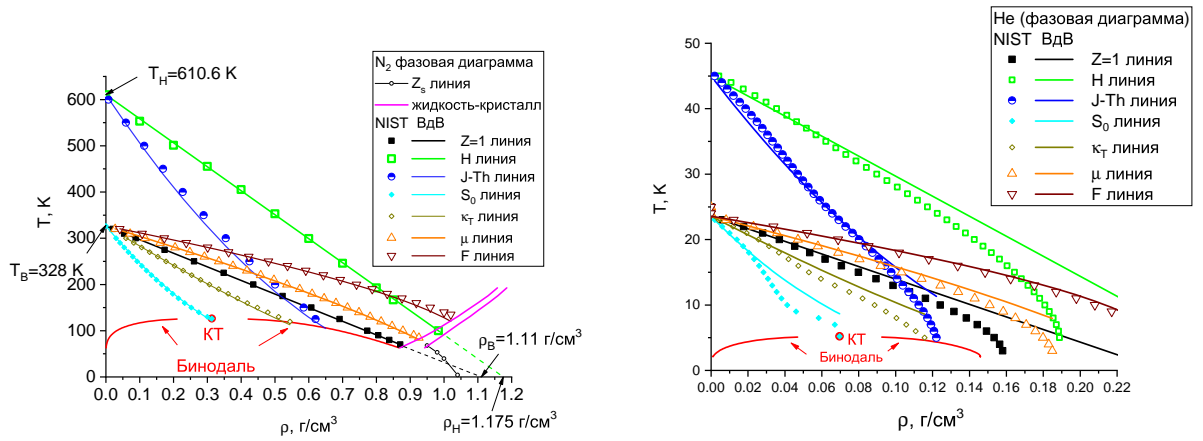 T_H=610.6 K
N₂ фазовая диаграмма
Z_s линия
жидкость-кристалл
NIST ВдВ
Z=1 линия
H линия
J-Th линия
S₀ линия
κ_T линия
μ линия
F линия
T, K
600
500
400
300
200
100
0
T_B=328 K
КТ
Бинодаль
ρ_B=1.11 г/см³
0.0 0.1 0.2 0.3 0.4 0.5 0.6 0.7 0.8 0.9 1.0 1.1 1.2
ρ, г/см³
ρ_H=1.175 г/см³
He (фазовая диаграмма)
NIST ВдВ
Z=1 линия
H линия
J-Th линия
S₀ линия
κ_T линия
μ линия
F линия
T, K
50
40
30
20
10
0
КТ
Бинодаль
0.00 0.02 0.04 0.06 0.08 0.10 0.12 0.14 0.16 0.18 0.20 0.22
ρ, г/см³